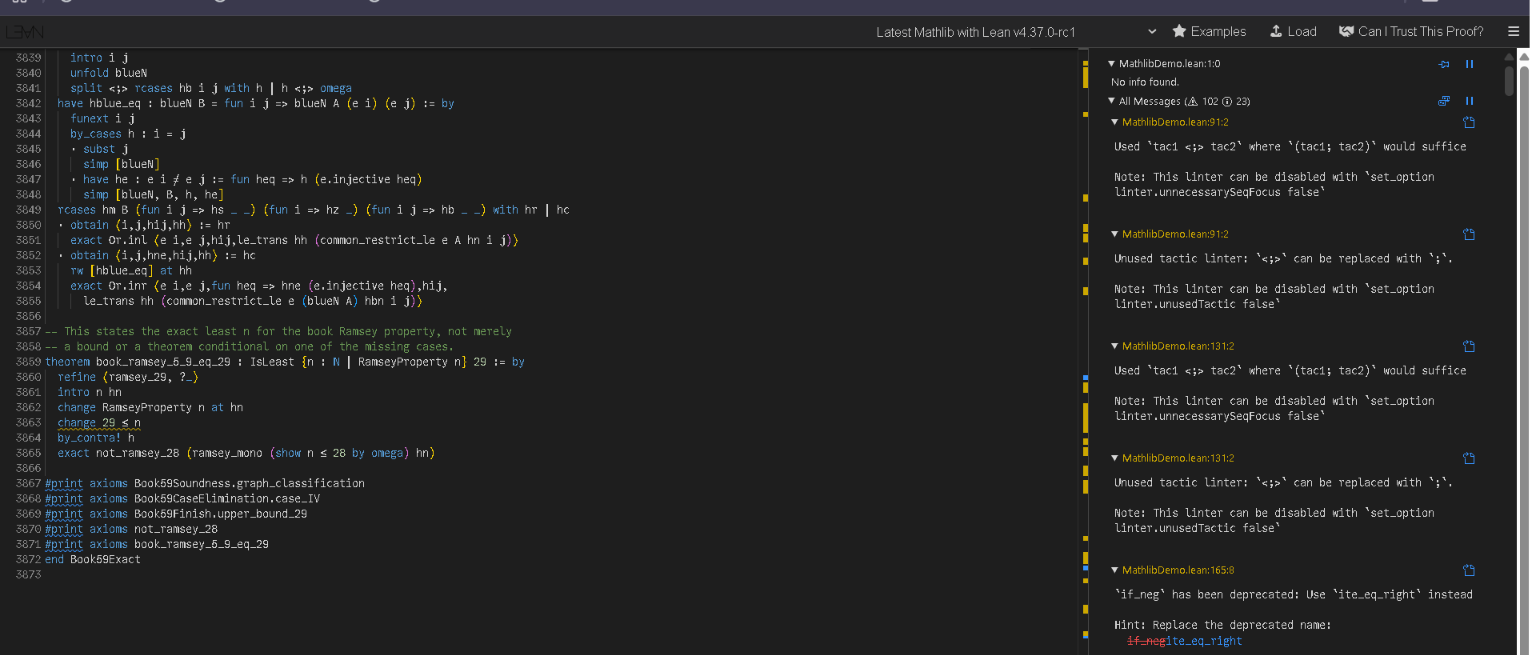 LEAN
Latest Mathlib with Lean v4.37.0-rc1
Examples
Load
Can I Trust This Proof?
3839 intro i j
3840 unfold blueN
3841 split <;> rcases hb i j with h | h <;> omega
3842 have hblue_eq : blueN B = fun i j => blueN A (e i) (e j) := by
3843 funext i j
3844 by_cases h : i = j
3845 · subst j
3846 simp [blueN]
3847 · have he : e i ≠ e j := fun heq => h (e.injective heq)
3848 simp [blueN, B, h, he]
3849 rcases hm B (fun i j => hs _ _) (fun i => hz _) (fun i j => hb _ _) with hr | hc
3850 · obtain ⟨i,j,hij,hh⟩ := hr
3851 exact Or.inl ⟨e i,e j,hij,le_trans hh (common_restrict_le e A hn i j)⟩
3852 · obtain ⟨i,j,hne,hij,hh⟩ := hc
3853 rw [hblue_eq] at hh
3854 exact Or.inr ⟨e i,e j,fun heq => hne (e.injective heq),hij,
3855 le_trans hh (common_restrict_le e (blueN A) hbn i j)⟩
3856
3857 -- This states the exact least n for the book Ramsey property, not merely
3858 -- a bound or a theorem conditional on one of the missing cases.
3859 theorem book_ramsey_5_9_eq_29 : IsLeast {n : ℕ | RamseyProperty n} 29 := by
3860 refine ⟨ramsey_29, ?_⟩
3861 intro n hn
3862 change RamseyProperty n at hn
3863 change 29 ≤ n
3864 by_contra! h
3865 exact not_ramsey_28 (ramsey_mono (show n ≤ 28 by omega) hn)
3866
3867 #print axioms Book59Soundness.graph_classification
3868 #print axioms Book59CaseElimination.case_IV
3869 #print axioms Book59Finish.upper_bound_29
3870 #print axioms not_ramsey_28
3871 #print axioms book_ramsey_5_9_eq_29
3872 end Book59Exact
3873
MathlibDemo.lean:1:0
No info found.
All Messages (⚠ 102 ⓘ 23)
MathlibDemo.lean:91:2
Used `tac1 <;> tac2` where `(tac1; tac2)` would suffice
Note: This linter can be disabled with `set_option
linter.unnecessarySeqFocus false`
MathlibDemo.lean:91:2
Unused tactic linter: `<;>` can be replaced with `;`.
Note: This linter can be disabled with `set_option
linter.unusedTactic false`
MathlibDemo.lean:131:2
Used `tac1 <;> tac2` where `(tac1; tac2)` would suffice
Note: This linter can be disabled with `set_option
linter.unnecessarySeqFocus false`
MathlibDemo.lean:131:2
Unused tactic linter: `<;>` can be replaced with `;`.
Note: This linter can be disabled with `set_option
linter.unusedTactic false`
MathlibDemo.lean:165:8
`if_neg` has been deprecated: Use `ite_eq_right` instead
Hint: Replace the deprecated name:
if_negite_eq_right